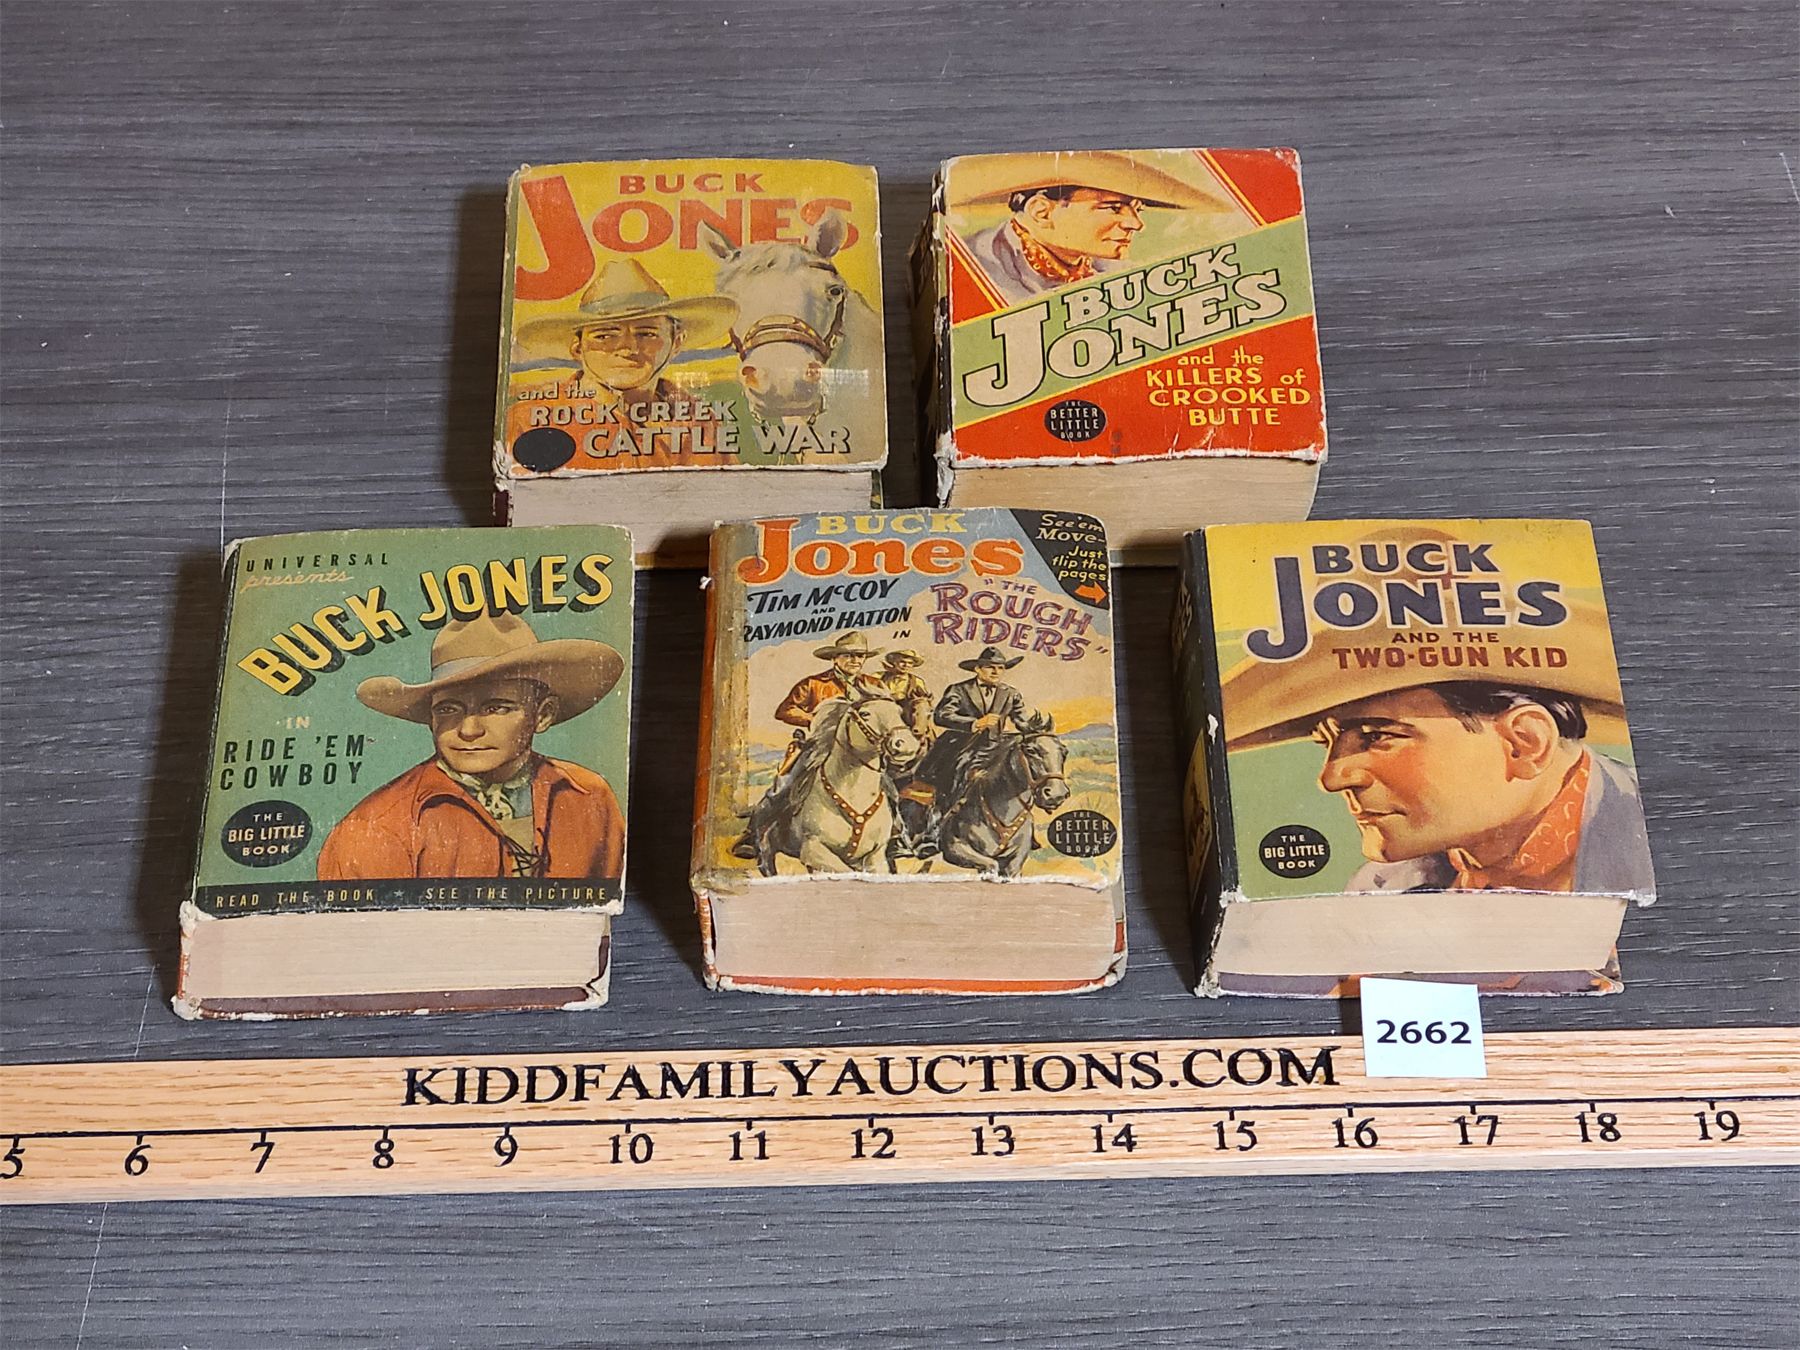 BUCK
JONES
and the
ROCK CREEK
CATTLE WAR
BUCK
JONES
and the
KILLERS of
CROOKED
BUTTE
THE
BETTER
LITTLE
BOOK
UNIVERSAL
presents
BUCK JONES
IN
RIDE 'EM
COWBOY
THE
BIG LITTLE
BOOK
READ THE BOOK ★ SEE THE PICTURE
BUCK
Jones
See 'em
Move-
Just
flip the
pages
TIM McCOY
AND
RAYMOND HATTON
IN
"THE
ROUGH
RIDERS"
THE
BETTER
LITTLE
BOOK
BUCK
JONES
AND THE
TWO-GUN KID
THE
BIG LITTLE
BOOK
2662
KIDDFAMILYAUCTIONS.COM
5 6 7 8 9 10 11 12 13 14 15 16 17 18 19